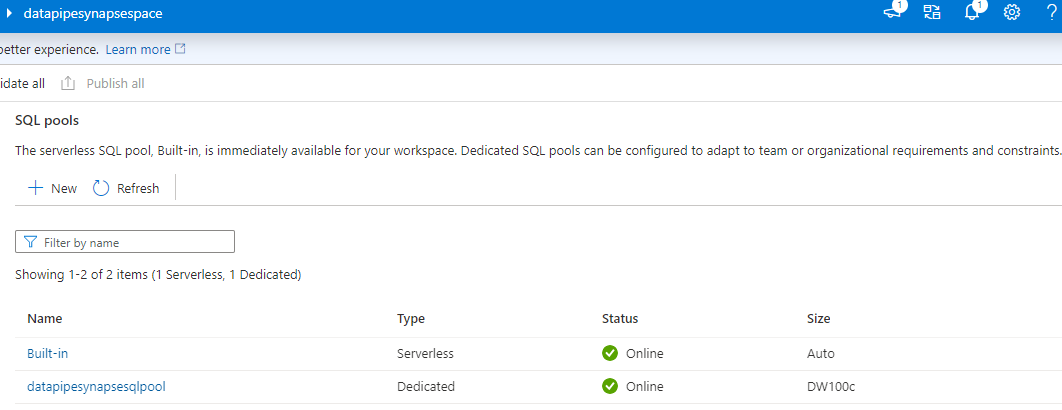 datapipesynapsespace
1
1
?
better experience. Learn more
idate all Publish all
SQL pools
The serverless SQL pool, Built-in, is immediately available for your workspace. Dedicated SQL pools can be configured to adapt to team or organizational requirements and constraints.
New Refresh
Filter by name
Showing 1-2 of 2 items (1 Serverless, 1 Dedicated)
Name Type Status Size
Built-in Serverless Online Auto
datapipesynapsesqlpool Dedicated Online DW100c